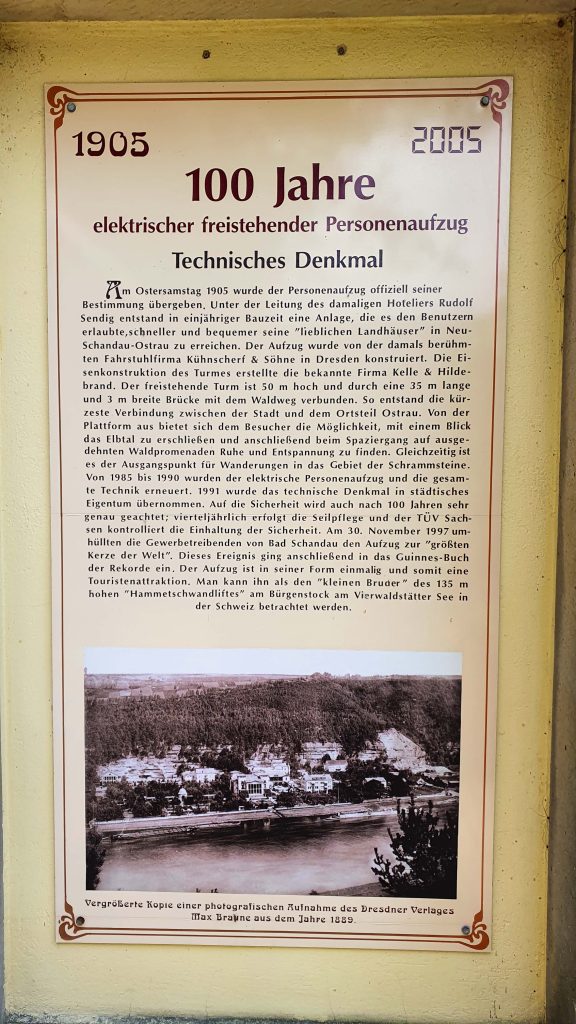 1905
2005
100 Jahre
elektrischer freistehender Personenaufzug
Technisches Denkmal
Am Ostersamstag 1905 wurde der Personenaufzug offiziell seiner
Bestimmung übergeben. Unter der Leitung des damaligen Hoteliers Rudolf
Sendig entstand in einjähriger Bauzeit eine Anlage, die es den Benutzern
erlaubte,schneller und bequemer seine "lieblichen Landhäuser" in Neu-
Schandau-Ostrau zu erreichen. Der Aufzug wurde von der damals berühm-
ten Fahrstuhlfirma Kühnscherf & Söhne in Dresden konstruiert. Die Ei-
senkonstruktion des Turmes erstellte die bekannte Firma Kelle & Hilde-
brand. Der freistehende Turm ist 50 m hoch und durch eine 35 m lange
und 3 m breite Brücke mit dem Waldweg verbunden. So entstand die kür-
zeste Verbindung zwischen der Stadt und dem Ortsteil Ostrau. Von der
Plattform aus bietet sich dem Besucher die Möglichkeit, mit einem Blick
das Elbtal zu erschließen und anschließend beim Spaziergang auf ausge-
dehnten Waldpromenaden Ruhe und Entspannung zu finden. Gleichzeitig ist
es der Ausgangspunkt für Wanderungen in das Gebiet der Schrammsteine.
Von 1985 bis 1990 wurden der elektrische Personenaufzug und die gesam-
te Technik erneuert. 1991 wurde das technische Denkmal in städtisches
Eigentum übernommen. Auf die Sicherheit wird auch nach 100 Jahren sehr
genau geachtet; vierteljährlich erfolgt die Seilpflege und der TÜV Sach-
sen kontrolliert die Einhaltung der Sicherheit. Am 30. November 1997 um-
hüllten die Gewerbetreibenden von Bad Schandau den Aufzug zur "größten
Kerze der Welt". Dieses Ereignis ging anschließend in das Guinnes-Buch
der Rekorde ein. Der Aufzug ist in seiner Form einmalig und somit eine
Touristenattraktion. Man kann ihn als den "kleinen Bruder" des 135 m
hohen "Hammetschwandliftes" am Bürgenstock am Vierwaldstätter See in
der Schweiz betrachtet werden.
Vergrößerte Kopie einer photografischen Aufnahme des Dresdner Verlages
Max Braune aus dem Jahre 1889.